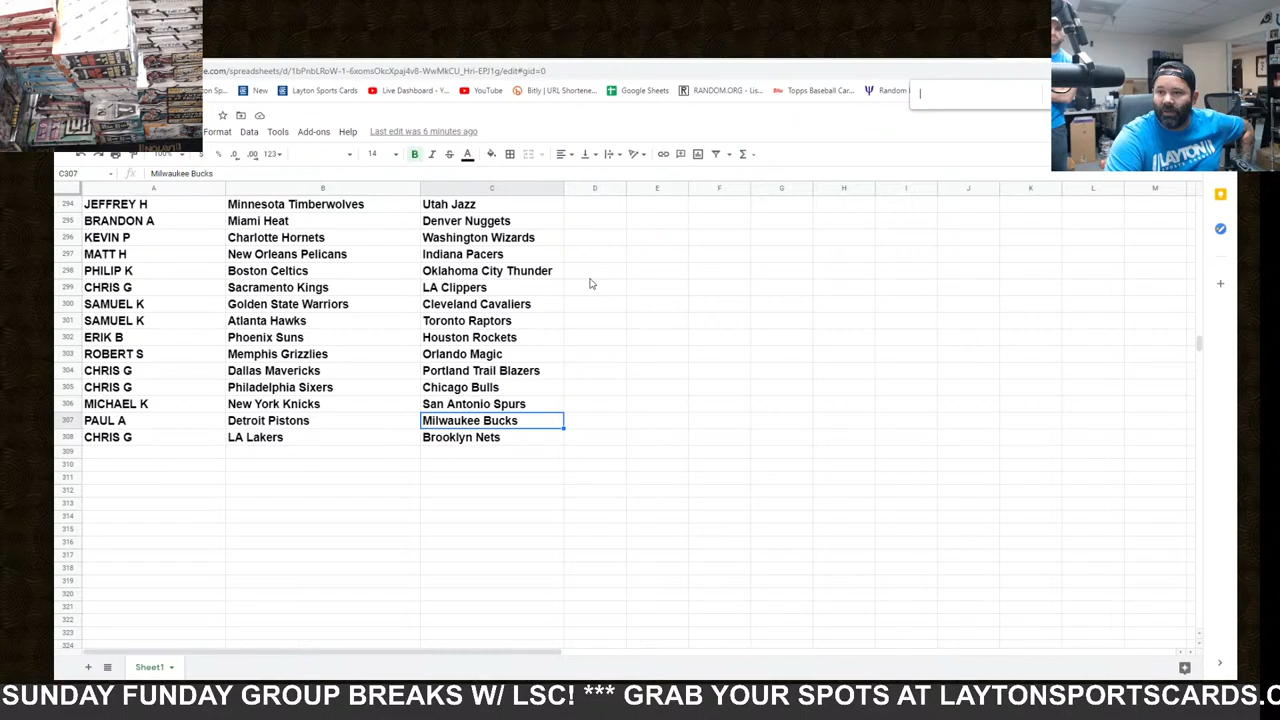 e.com/spreadsheets/d/1bPnbLRoW-1-6xomsOkcXpaj4v8-WwMkCU_Hri-EPJ1g/edit#gid=0
New Layton Sports Cards Live Dashboard - Y... YouTube Bitly | URL Shortene... Google Sheets RANDOM.ORG - Lis... Topps Baseball Car... Random
Format Data Tools Add-ons Help Last edit was 6 minutes ago
100% % .0 .00 123 14 B I S A
C307 fx Milwaukee Bucks
A B C D E F G H I J K L M
294 JEFFREY H Minnesota Timberwolves Utah Jazz
295 BRANDON A Miami Heat Denver Nuggets
296 KEVIN P Charlotte Hornets Washington Wizards
297 MATT H New Orleans Pelicans Indiana Pacers
298 PHILIP K Boston Celtics Oklahoma City Thunder
299 CHRIS G Sacramento Kings LA Clippers
300 SAMUEL K Golden State Warriors Cleveland Cavaliers
301 SAMUEL K Atlanta Hawks Toronto Raptors
302 ERIK B Phoenix Suns Houston Rockets
303 ROBERT S Memphis Grizzlies Orlando Magic
304 CHRIS G Dallas Mavericks Portland Trail Blazers
305 CHRIS G Philadelphia Sixers Chicago Bulls
306 MICHAEL K New York Knicks San Antonio Spurs
307 PAUL A Detroit Pistons Milwaukee Bucks
308 CHRIS G LA Lakers Brooklyn Nets
309
310
311
312
313
314
315
316
317
318
319
320
321
322
323
324
Sheet1
LAYTON
SUNDAY FUNDAY GROUP BREAKS W/ LSC! *** GRAB YOUR SPOTS AT LAYTONSPORTSCARDS.C